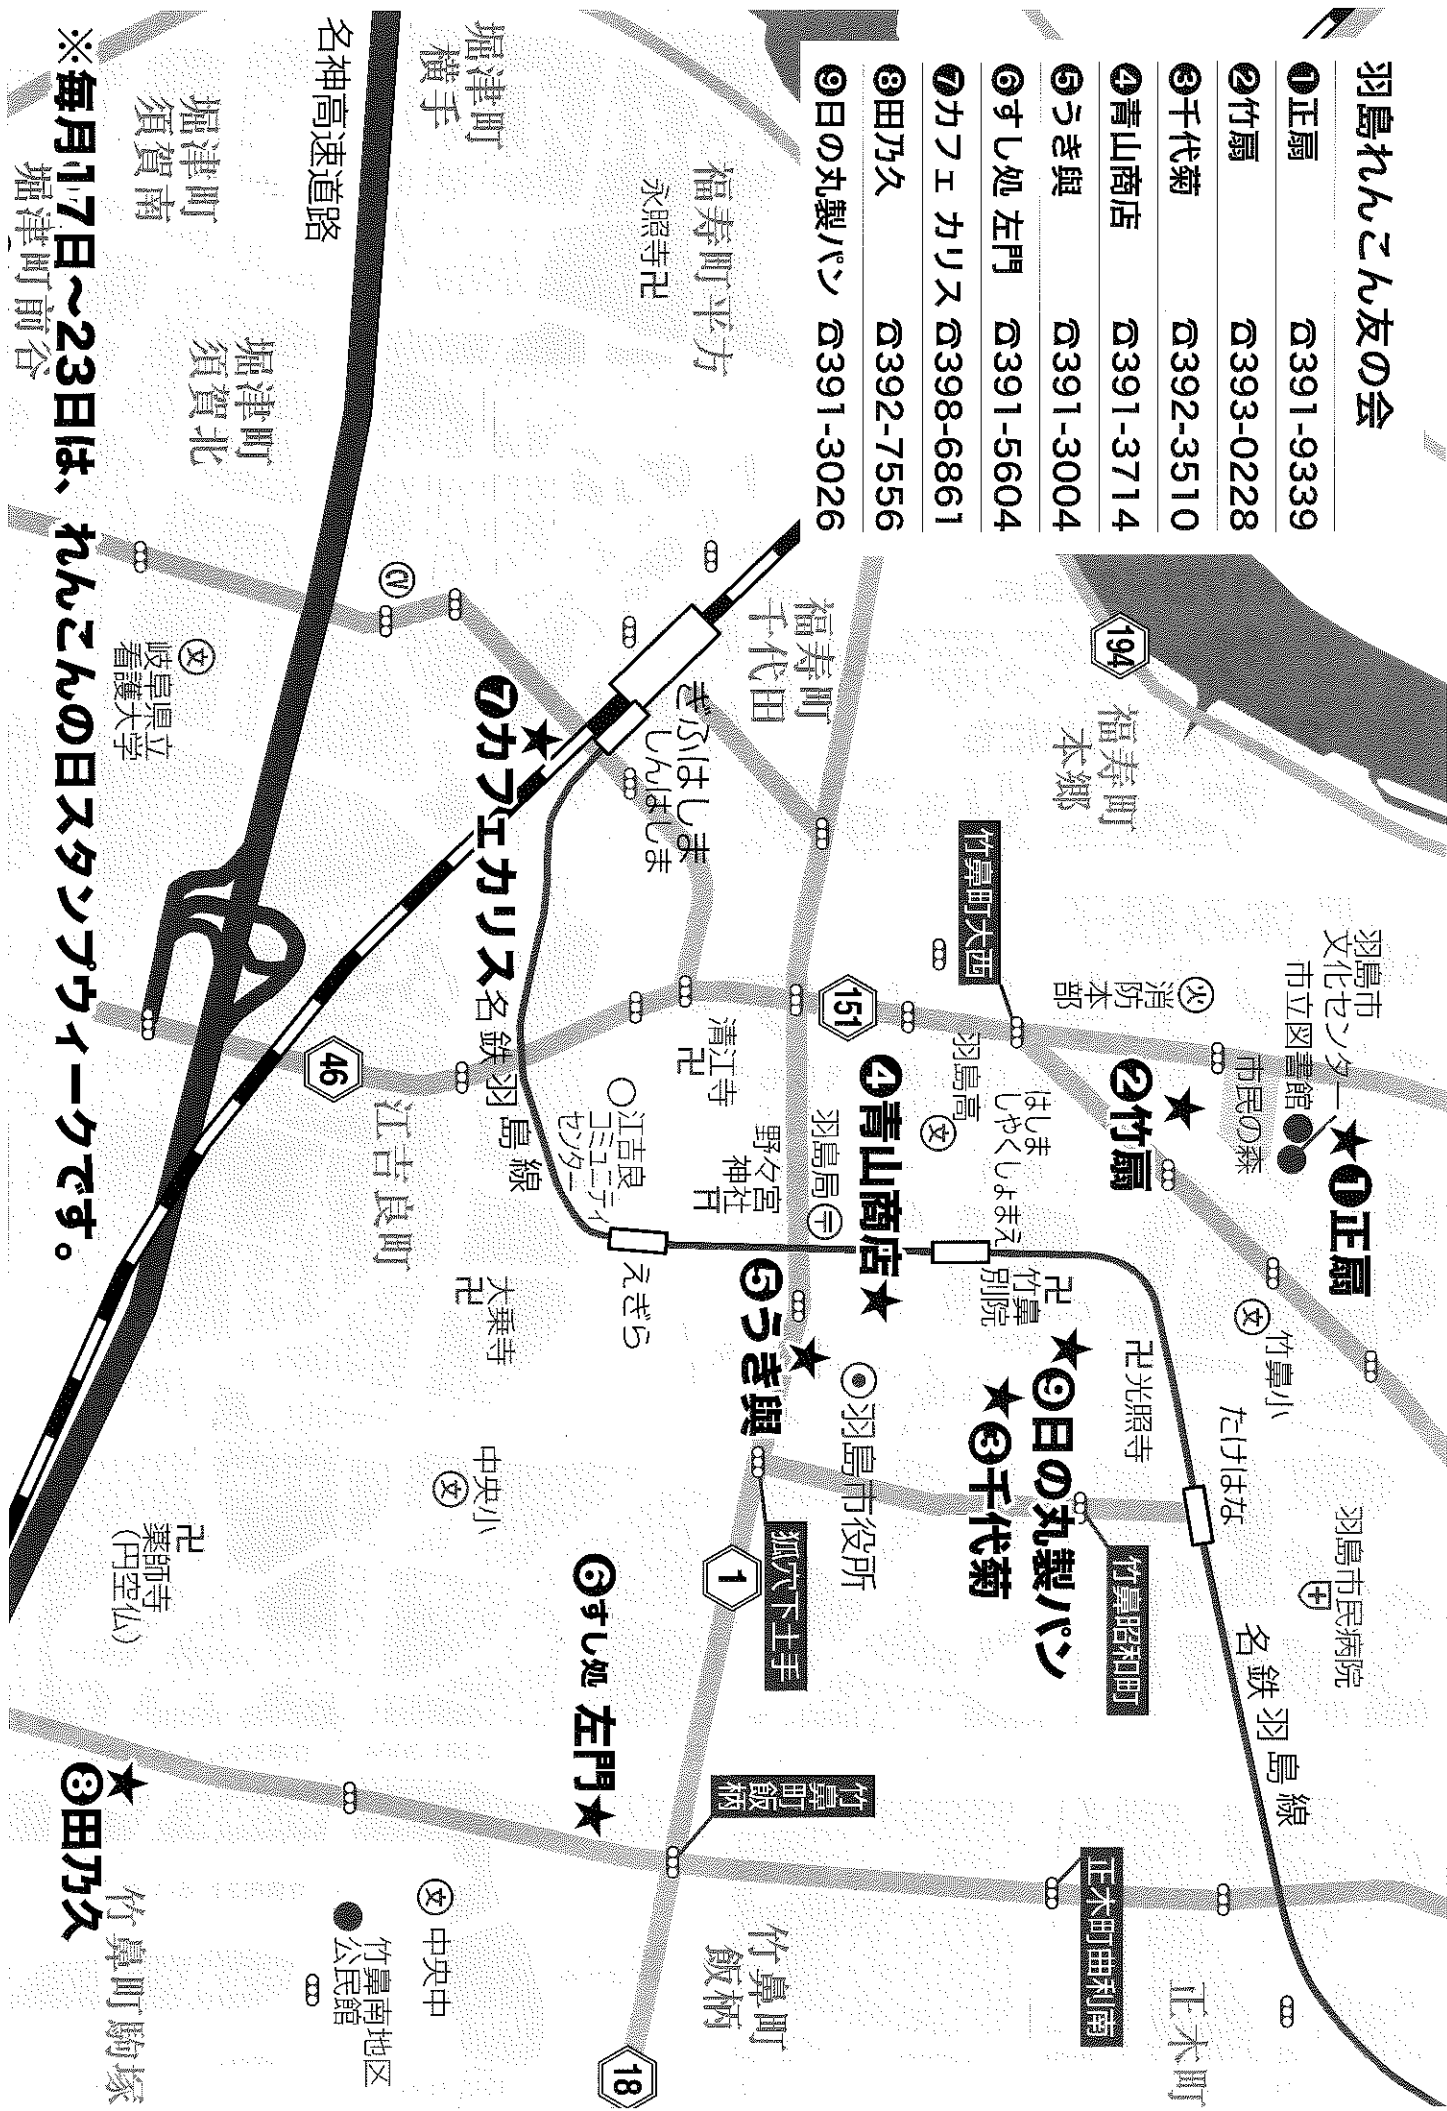 羽島れんこん友の会
❶正扇 ☎391-9339
❷竹扇 ☎393-0228
❸千代菊 ☎392-3510
❹青山商店 ☎391-3714
❺うき與 ☎391-3004
❻すし処 左門 ☎391-5604
❼カフェ カリス ☎398-6861
❽田乃久 ☎392-7556
❾日の丸製パン ☎391-3026
194
福寿町
本郷
羽島市
文化センター
市立図書館
市民の森
❶正扇
竹鼻町大西
消防
本部
❷竹扇
竹鼻小
たけはな
羽島市民病院
名鉄羽島線
光照寺
竹鼻昭和町
正木町曲利南
正木町
はしま
しやくしょまえ
羽島高
竹鼻
別院
❾日の丸製パン
❸千代菊
福寿町
千代田
福寿町平方
永照寺
151
❹青山商店
羽島局
羽島市役所
野々宮
神社
清江寺
❺うき與
狐穴下土手
1
竹鼻町飯柄
竹鼻町
飯柄
18
ぎふはしま
しんはしま
江吉良
コミュニティ
センター
えぎら
❻すし処 左門
❼カフェカリス
名鉄羽島線
堀津町
横手
CV
46
江吉良町
大乗寺
中央小
中央中
竹鼻南地区
公民館
名神高速道路
堀津町
須賀南
堀津町
須賀北
岐阜県立
看護大学
薬師寺
(円空仏)
❽田乃久
竹鼻町駒塚
堀津町前谷
※毎月17日～23日は、れんこんの日スタンプウィークです。